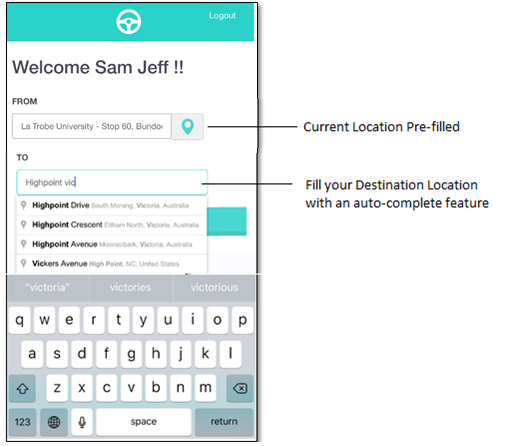 Logout
Welcome Sam Jeff !!
FROM
La Trobe University - Stop 60, Bundoo
Current Location Pre-filled
TO
Highpoint vic
Fill your Destination Location
with an auto-complete feature
Highpoint Drive South Morang, Victoria, Australia
Highpoint Crescent Eltham North, Victoria, Australia
Highpoint Avenue Mooroolbark, Victoria, Australia
Vickers Avenue High Point, NC, United States
"victoria" victories victorious
q w e r t y u i o p
a s d f g h j k l
z x c v b n m
123 space return